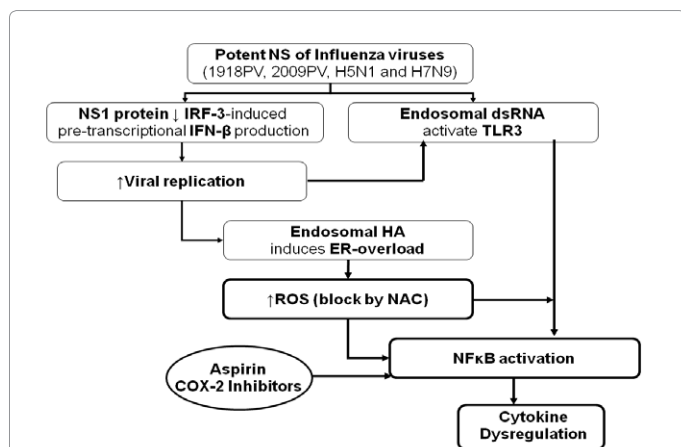 Potent NS of Influenza viruses
(1918PV, 2009PV, H5N1 and H7N9)
NS1 protein ↓ IRF-3-induced
pre-transcriptional IFN-β production
Endosomal dsRNA
activate TLR3
↑Viral replication
Endosomal HA
induces ER-overload
↑ROS (block by NAC)
NFκB activation
Aspirin
COX-2 Inhibitors
Cytokine
Dysregulation